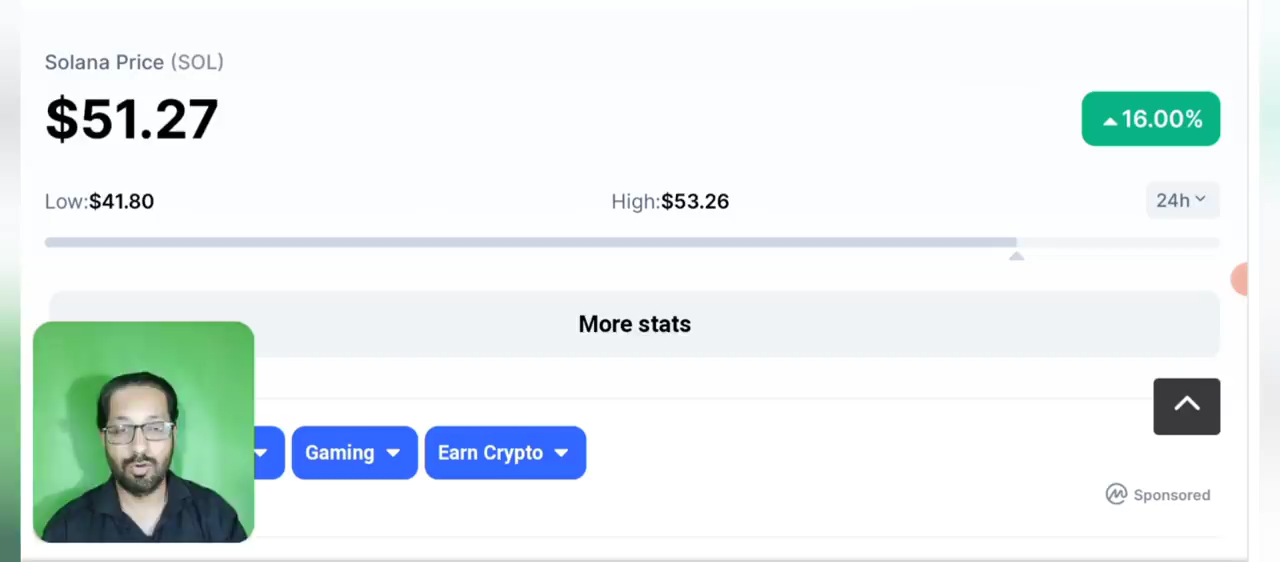 Solana Price (SOL)
$51.27
16.00%
Low:$41.80 High:$53.26 24h
More stats
Gaming Earn Crypto
Sponsored